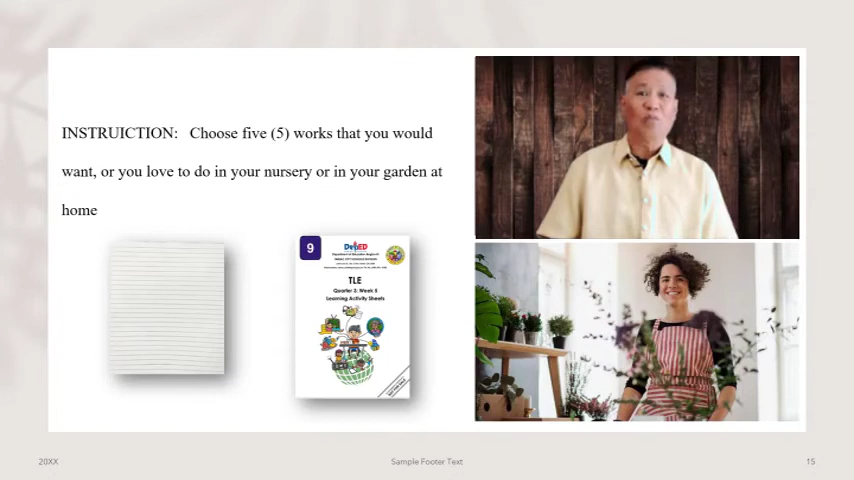 INSTRUICTION: Choose five (5) works that you would
want, or you love to do in your nursery or in your garden at
home
9
DepED
TLE
Quarter 3: Week 5
Learning Activity Sheets
20XX
Sample Footer Text
15